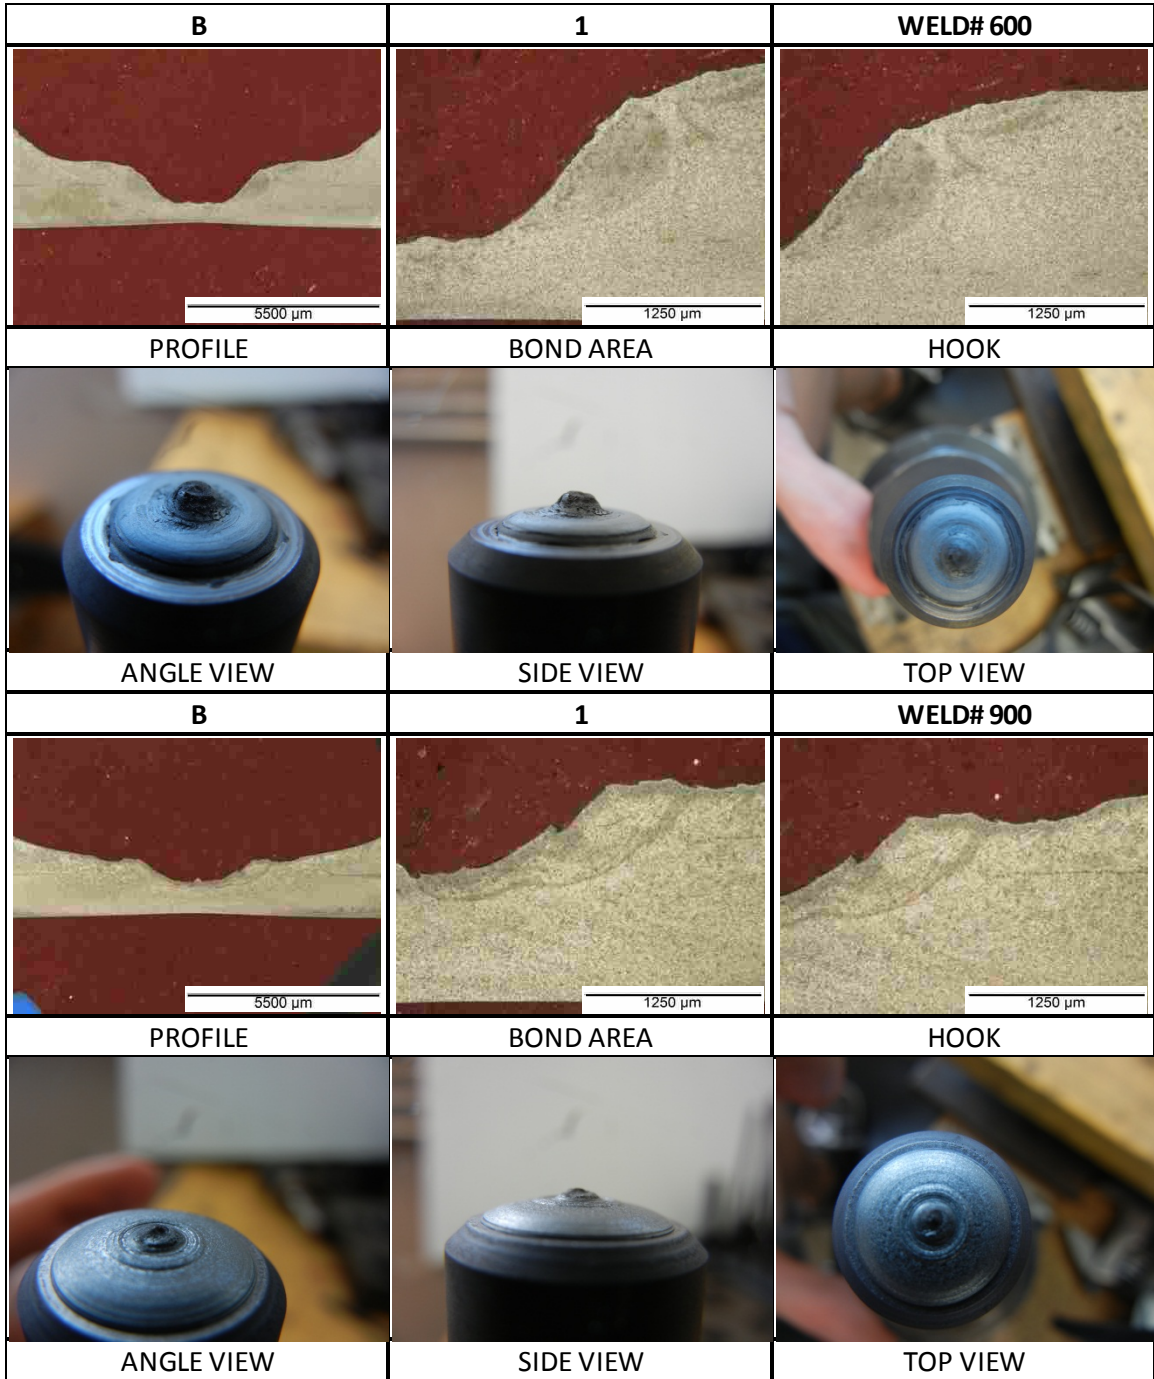 B 1 WELD# 600
5500 µm 1250 µm 1250 µm
PROFILE BOND AREA HOOK
ANGLE VIEW SIDE VIEW TOP VIEW
B 1 WELD# 900
5500 µm 1250 µm 1250 µm
PROFILE BOND AREA HOOK
ANGLE VIEW SIDE VIEW TOP VIEW